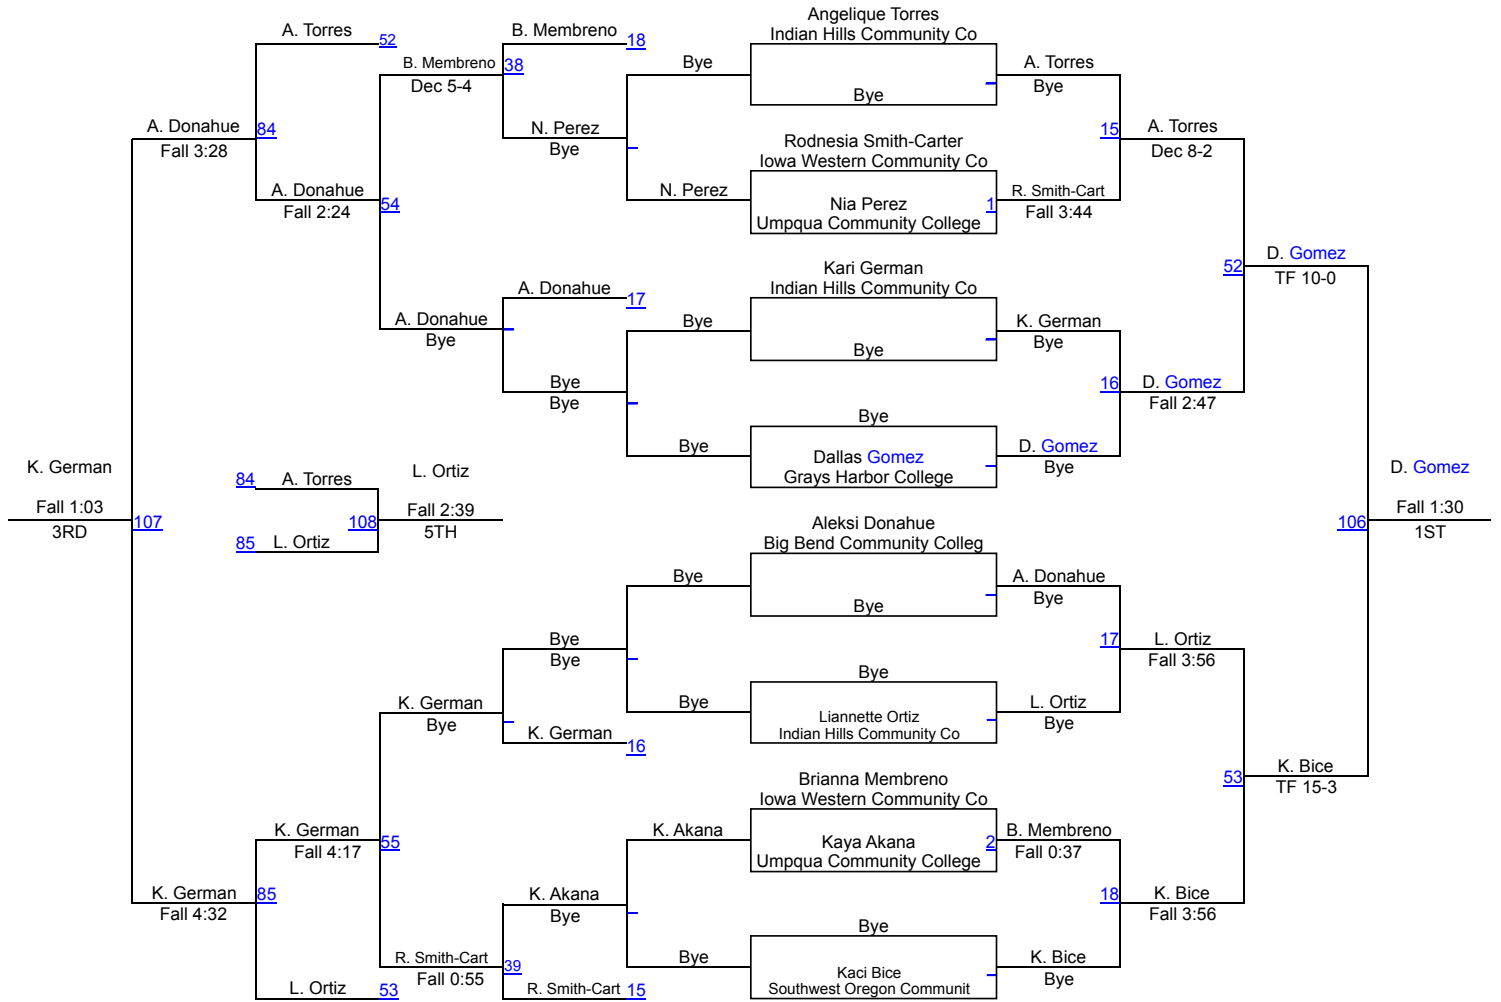 Angelique Torres
A. Torres
52
B. Membreno
18
Indian Hills Community Co
B. Membreno
38
Bye
A. Torres
Dec 5-4
Bye
Bye
A. Donahue
84
N. Perez
15
A. Torres
Fall 3:28
Bye
Rodnesia Smith-Carter
Dec 8-2
Iowa Western Community Co
A. Donahue
N. Perez
R. Smith-Cart
Fall 2:24
54
Nia Perez
1
Fall 3:44
Umpqua Community College
D. Gomez
Kari German
52
TF 10-0
A. Donahue
17
Indian Hills Community Co
A. Donahue
Bye
K. German
Bye
Bye
Bye
Bye
16
D. Gomez
Bye
Fall 2:47
Bye
Bye
D. Gomez
Dallas Gomez
Bye
K. German
84
A. Torres
L. Ortiz
Grays Harbor College
D. Gomez
Fall 1:03
Fall 2:39
Fall 1:30
107
108
106
3RD
5TH
Aleksi Donahue
1ST
85
L. Ortiz
Big Bend Community Colleg
Bye
A. Donahue
Bye
Bye
Bye
17
L. Ortiz
Bye
Fall 3:56
Bye
K. German
Bye
L. Ortiz
Bye
Liannette Ortiz
Bye
K. German
16
Indian Hills Community Co
K. Bice
Brianna Membreno
53
TF 15-3
Iowa Western Community Co
K. German
K. Akana
B. Membreno
Fall 4:17
55
Kaya Akana
2
Fall 0:37
Umpqua Community College
K. German
85
K. Akana
18
K. Bice
Fall 4:32
Bye
Fall 3:56
Bye
R. Smith-Cart
Bye
K. Bice
Fall 0:55
39
Kaci Bice
Bye
L. Ortiz
53
R. Smith-Cart
15
Southwest Oregon Communit